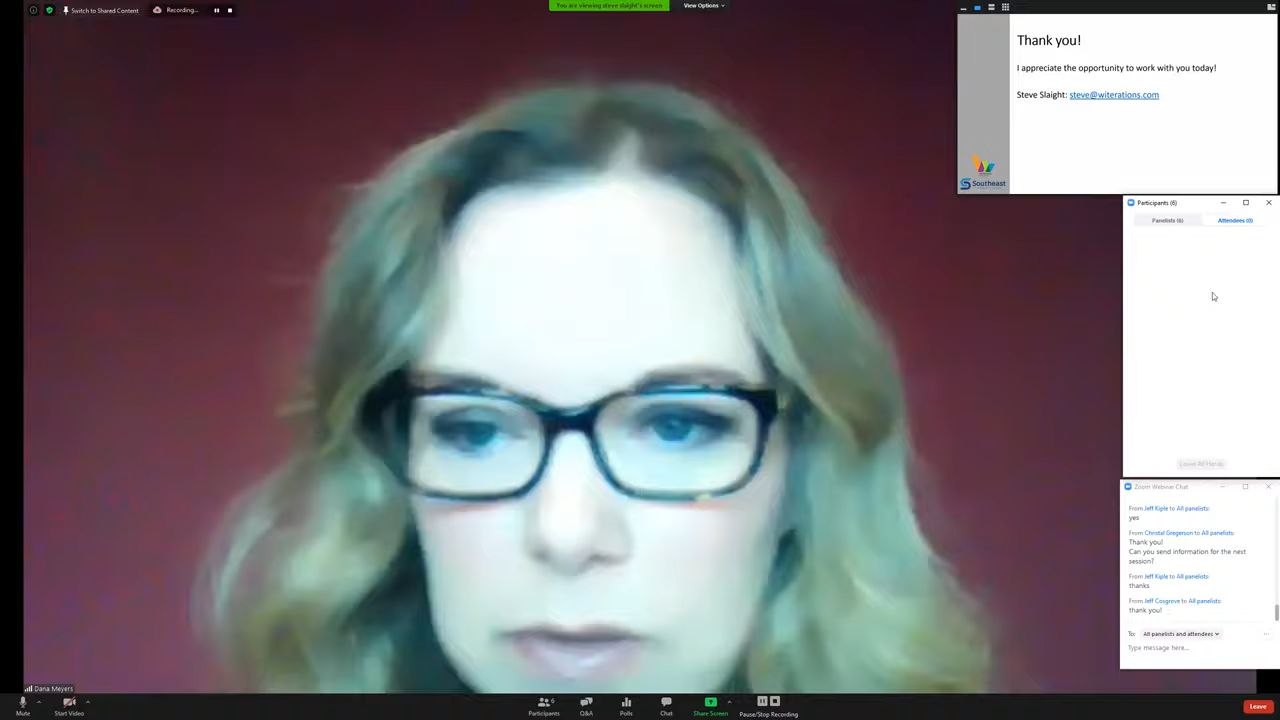 Switch to Shared Content
Recording...
You are viewing steve slaight's screen
View Options
Thank you!
I appreciate the opportunity to work with you today!
Steve Slaight: steve@witerations.com
Southeast
Participants (6)
Panelists (6)
Attendees (0)
Lower All Hands
Zoom Webinar Chat
From Jeff Kiple to All panelists:
yes
From Christal Gregerson to All panelists:
Thank you!
Can you send information for the next
session?
From Jeff Kiple to All panelists:
thanks
From Jeff Cosgrove to All panelists:
thank you!
To: All panelists and attendees
Type message here...
Dana Meyers
Mute
Start Video
6
Participants
Q&A
Polls
Chat
Share Screen
Pause/Stop Recording
Leave